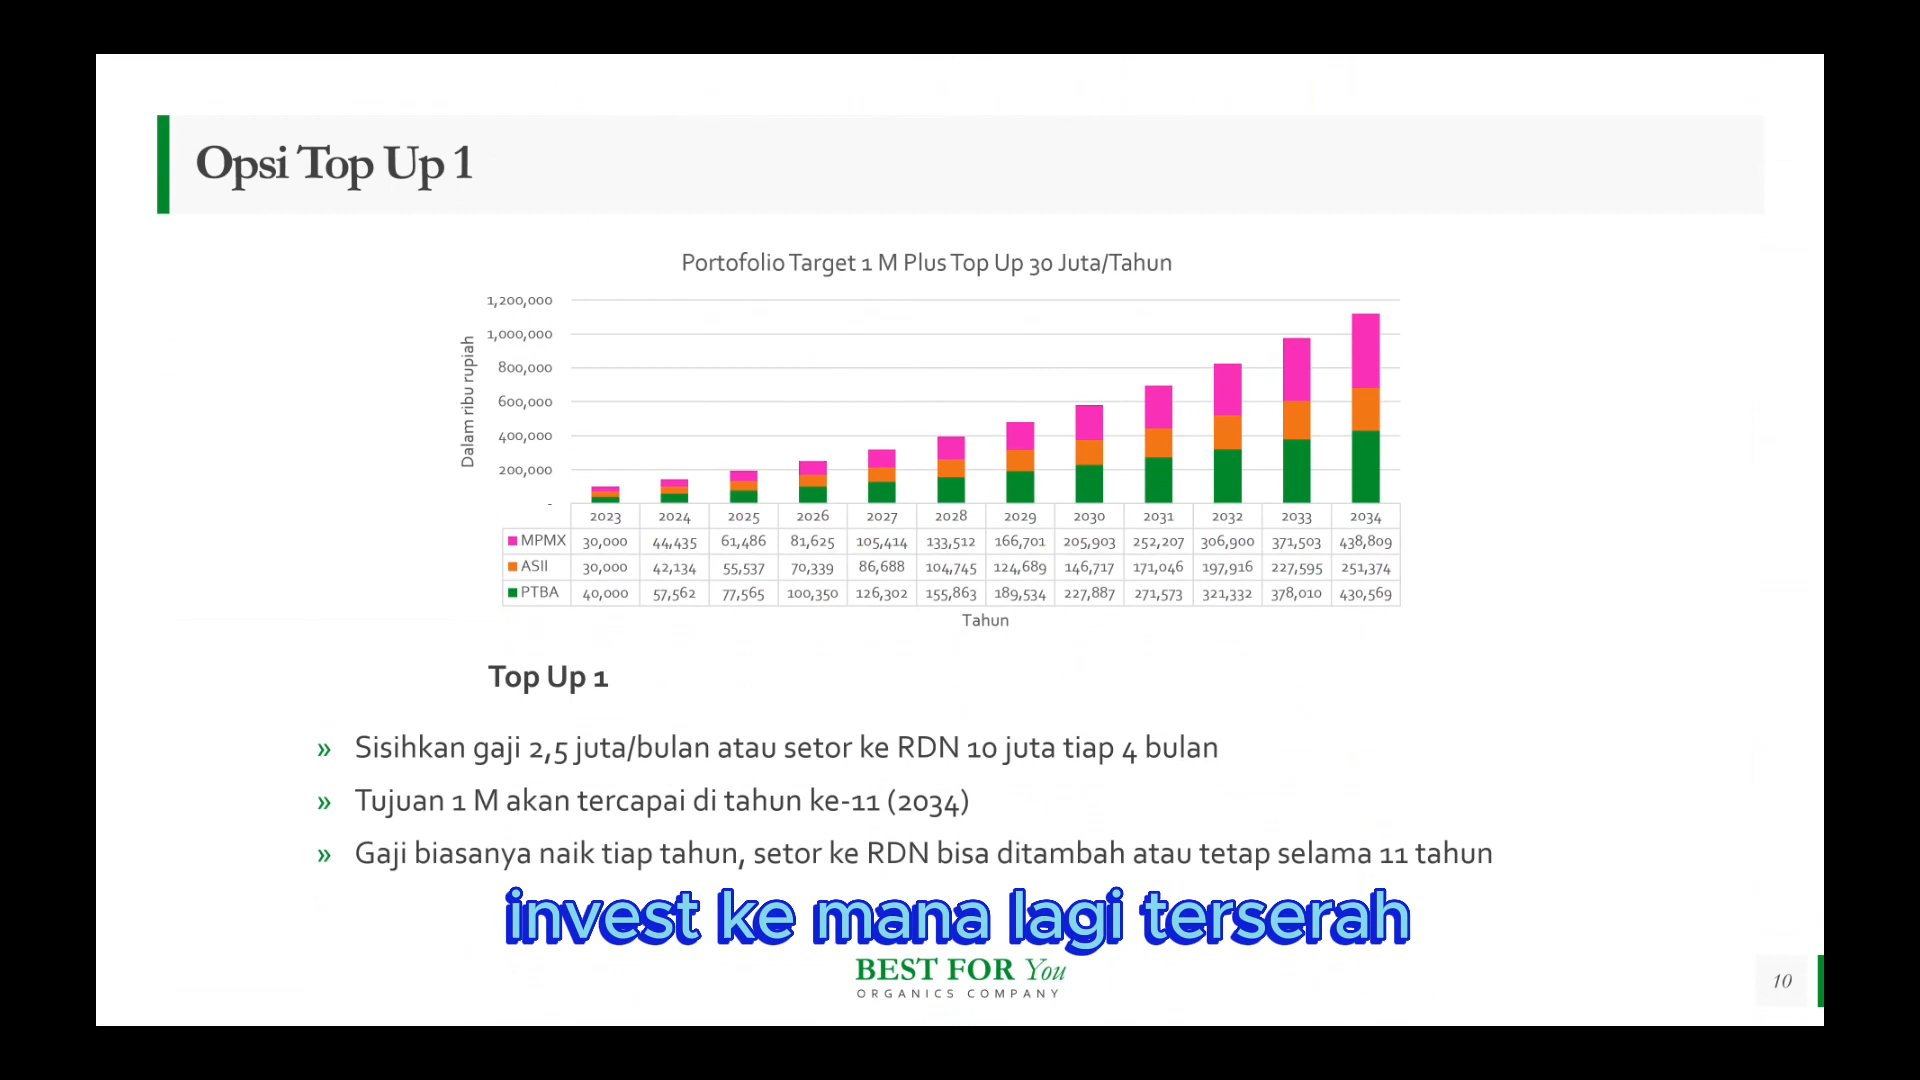 Opsi Top Up 1
Portofolio Target 1 M Plus Top Up 30 Juta/Tahun
Dalam ribu rupiah
1,200,000
1,000,000
800,000
600,000
400,000
200,000
-
2023 2024 2025 2026 2027 2028 2029 2030 2031 2032 2033 2034
MPMX 30,000 44,435 61,486 81,625 105,414 133,512 166,701 205,903 252,207 306,900 371,503 438,809
ASII 30,000 42,134 55,537 70,339 86,688 104,745 124,689 146,717 171,046 197,916 227,595 251,374
PTBA 40,000 57,562 77,565 100,350 126,302 155,863 189,534 227,887 271,573 321,332 378,010 430,569
Tahun
Top Up 1
» Sisihkan gaji 2,5 juta/bulan atau setor ke RDN 10 juta tiap 4 bulan
» Tujuan 1 M akan tercapai di tahun ke-11 (2034)
» Gaji biasanya naik tiap tahun, setor ke RDN bisa ditambah atau tetap selama 11 tahun
invest ke mana lagi terserah
BEST FOR You
ORGANICS COMPANY
10